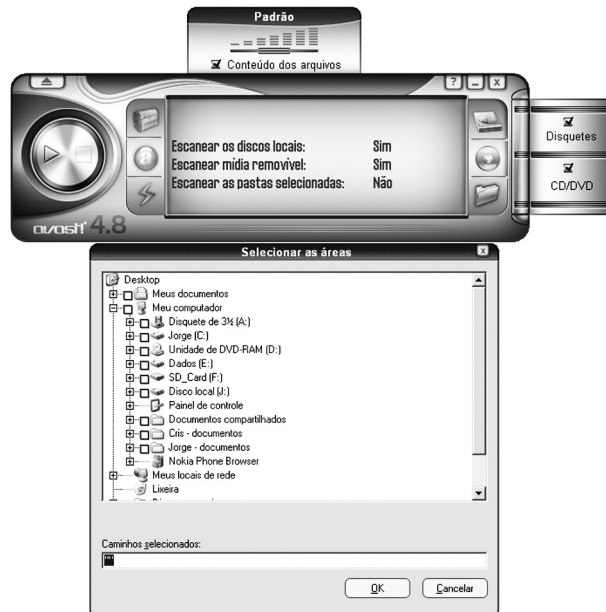 Padrão
Conteúdo dos arquivos
? _ x
Escanear os discos locais: Sim
Escanear mídia removível: Sim
Escanear as pastas selecionadas: Não
Disquetes
CD/DVD
avast! 4.8
Selecionar as áreas
Desktop
Meus documentos
Meu computador
Disquete de 3½ (A:)
Jorge (C:)
Unidade de DVD-RAM (D:)
Dados (E:)
SD_Card (F:)
Disco local (J:)
Painel de controle
Documentos compartilhados
Cris - documentos
Jorge - documentos
Nokia Phone Browser
Meus locais de rede
Lixeira
Caminhos selecionados:
OK Cancelar